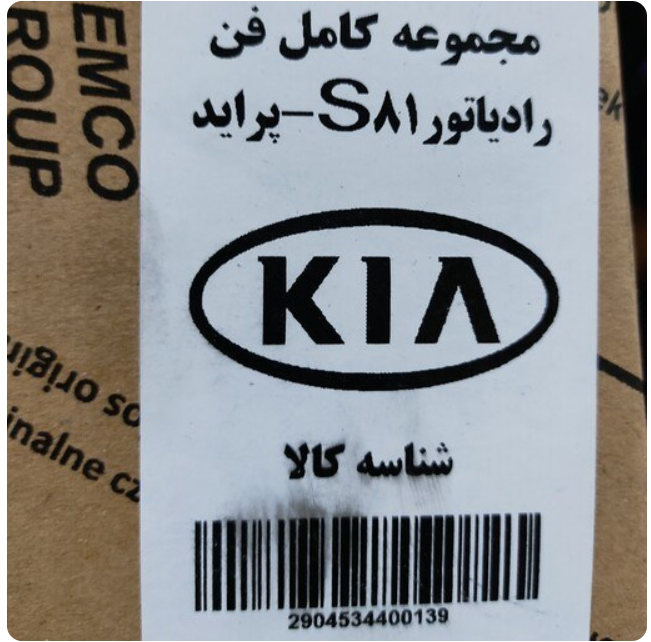 مجموعه کامل فن
رادیاتور S۸۱-پراید
KIA
شناسه کالا
2904534400139
EMCO
ROUP
inalne cz